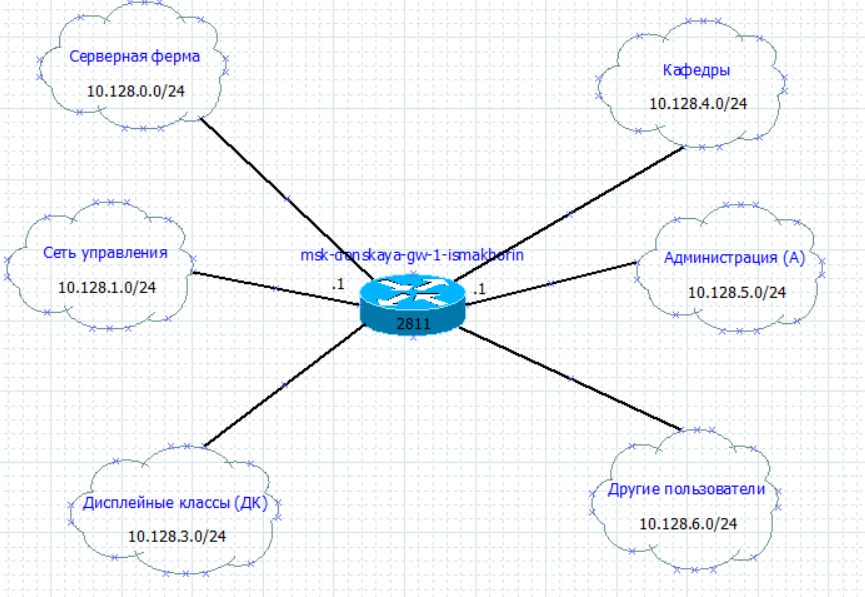 Серверная ферма
10.128.0.0/24
Кафедры
10.128.4.0/24
Сеть управления
10.128.1.0/24
msk-donskaya-gw-1-ismakhorin
Администрация (А)
10.128.5.0/24
.1
.1
2811
Дисплейные классы (ДК)
10.128.3.0/24
Другие пользователи
10.128.6.0/24